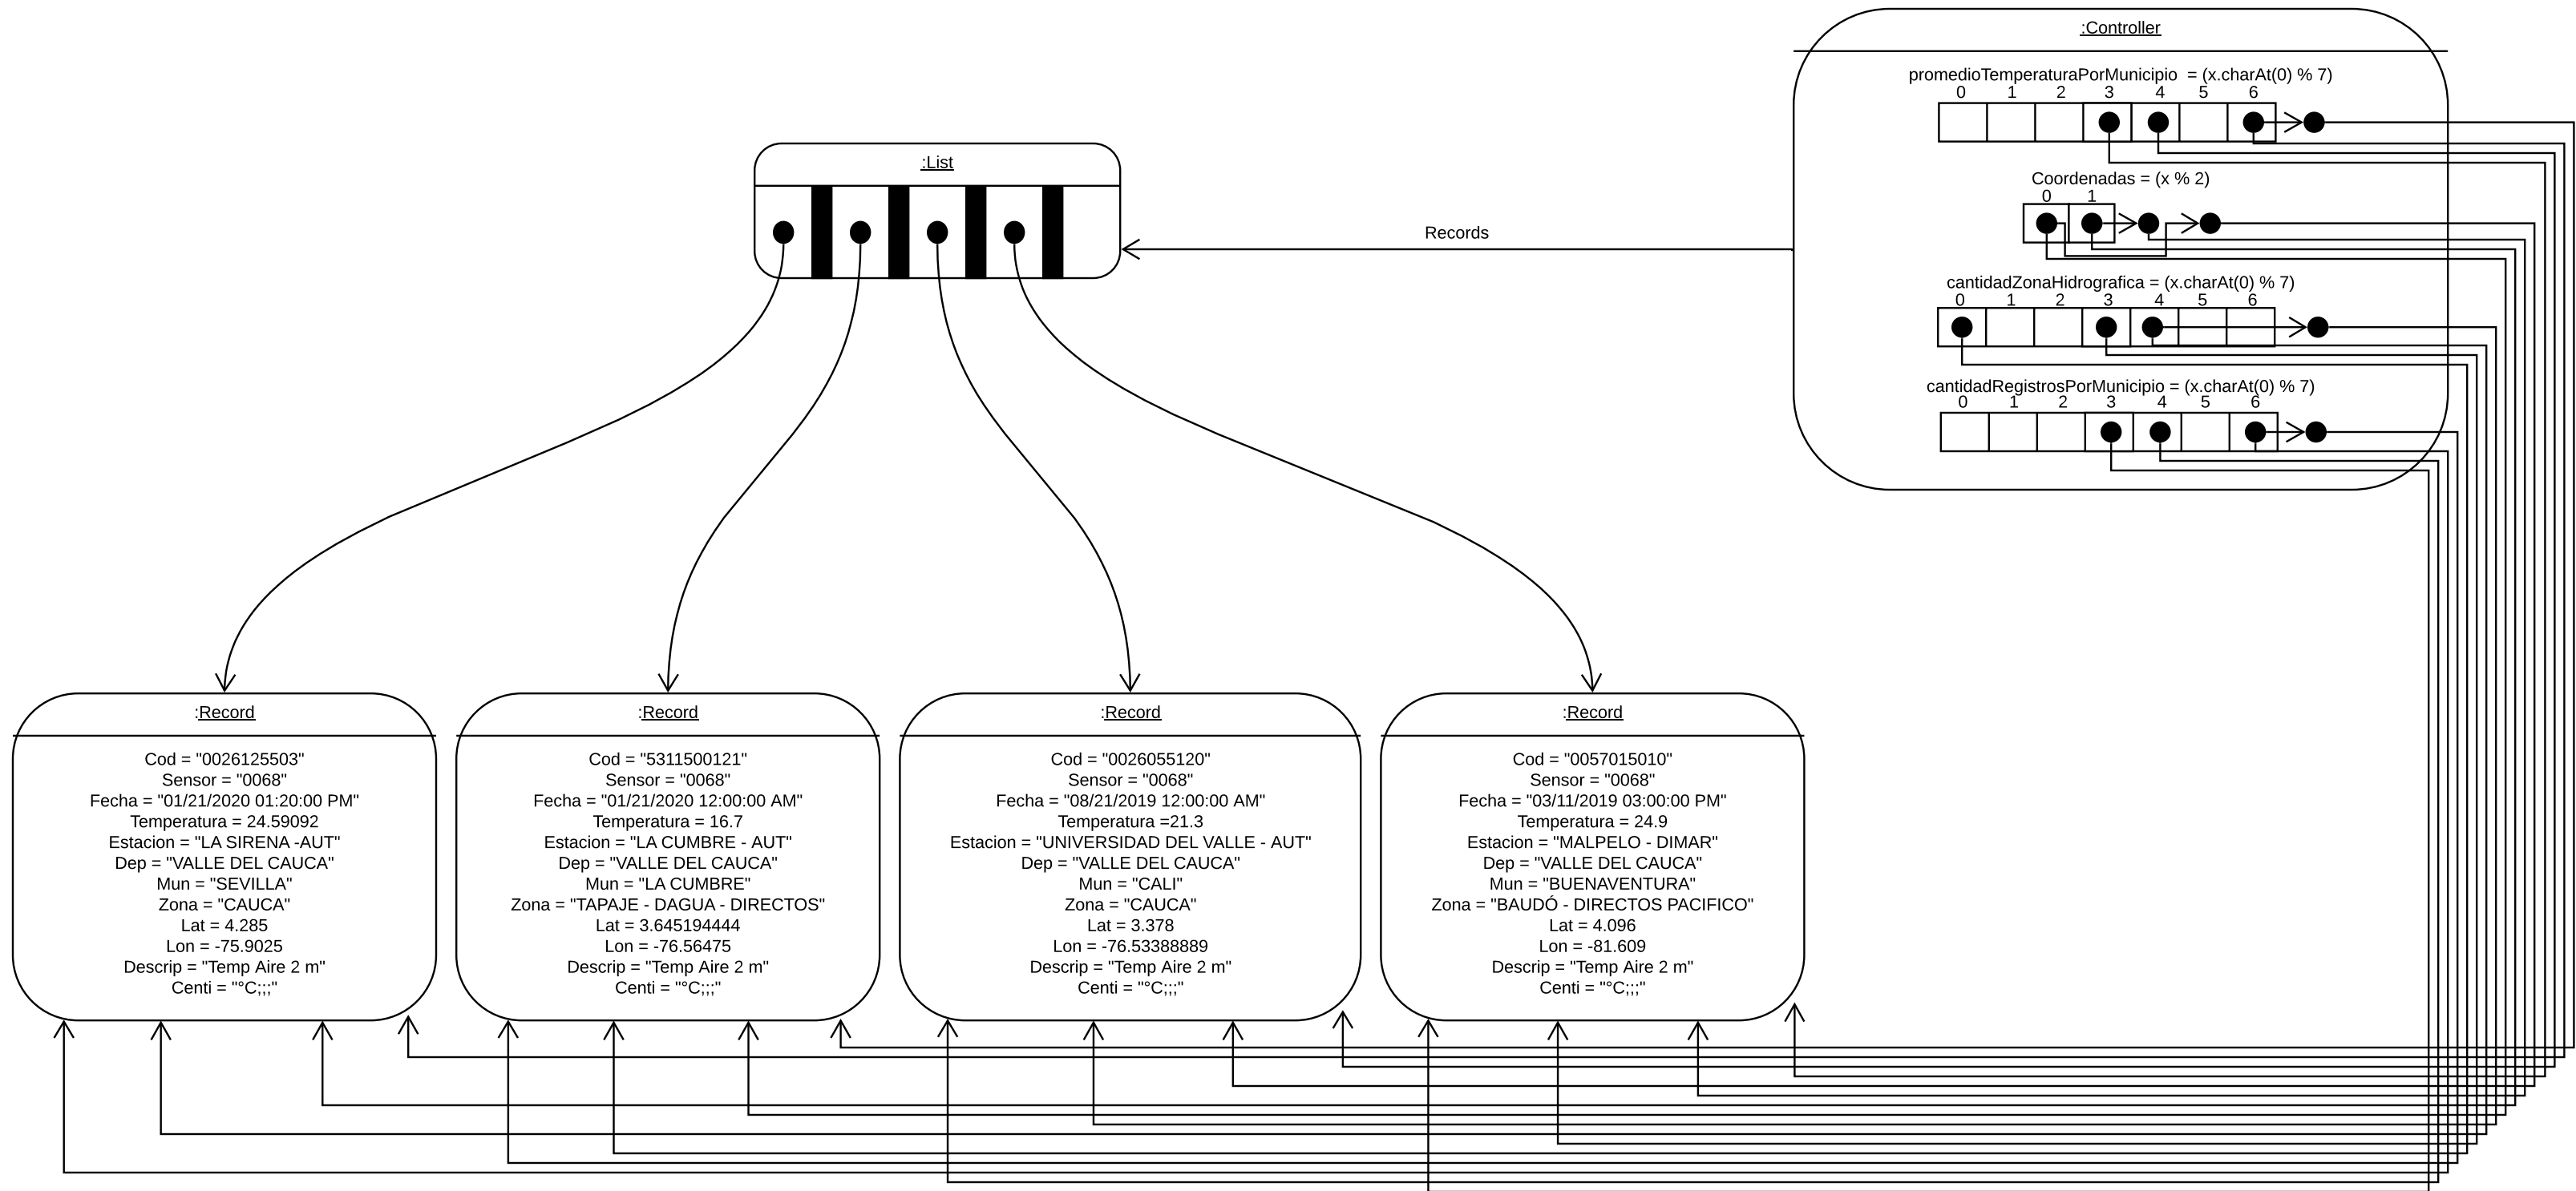 :Controller
promedioTemperaturaPorMunicipio = (x.charAt(0) % 7)
0 1 2 3 4 5 6
Coordenadas = (x % 2)
0 1
cantidadZonaHidrografica = (x.charAt(0) % 7)
0 1 2 3 4 5 6
cantidadRegistrosPorMunicipio = (x.charAt(0) % 7)
0 1 2 3 4 5 6
:List
Records
:Record
Cod = "0026125503"
Sensor = "0068"
Fecha = "01/21/2020 01:20:00 PM"
Temperatura = 24.59092
Estacion = "LA SIRENA -AUT"
Dep = "VALLE DEL CAUCA"
Mun = "SEVILLA"
Zona = "CAUCA"
Lat = 4.285
Lon = -75.9025
Descrip = "Temp Aire 2 m"
Centi = "°C;;;"
:Record
Cod = "5311500121"
Sensor = "0068"
Fecha = "01/21/2020 12:00:00 AM"
Temperatura = 16.7
Estacion = "LA CUMBRE - AUT"
Dep = "VALLE DEL CAUCA"
Mun = "LA CUMBRE"
Zona = "TAPAJE - DAGUA - DIRECTOS"
Lat = 3.645194444
Lon = -76.56475
Descrip = "Temp Aire 2 m"
Centi = "°C;;;"
:Record
Cod = "0026055120"
Sensor = "0068"
Fecha = "08/21/2019 12:00:00 AM"
Temperatura =21.3
Estacion = "UNIVERSIDAD DEL VALLE - AUT"
Dep = "VALLE DEL CAUCA"
Mun = "CALI"
Zona = "CAUCA"
Lat = 3.378
Lon = -76.53388889
Descrip = "Temp Aire 2 m"
Centi = "°C;;;"
:Record
Cod = "0057015010"
Sensor = "0068"
Fecha = "03/11/2019 03:00:00 PM"
Temperatura = 24.9
Estacion = "MALPELO - DIMAR"
Dep = "VALLE DEL CAUCA"
Mun = "BUENAVENTURA"
Zona = "BAUDÓ - DIRECTOS PACIFICO"
Lat = 4.096
Lon = -81.609
Descrip = "Temp Aire 2 m"
Centi = "°C;;;"